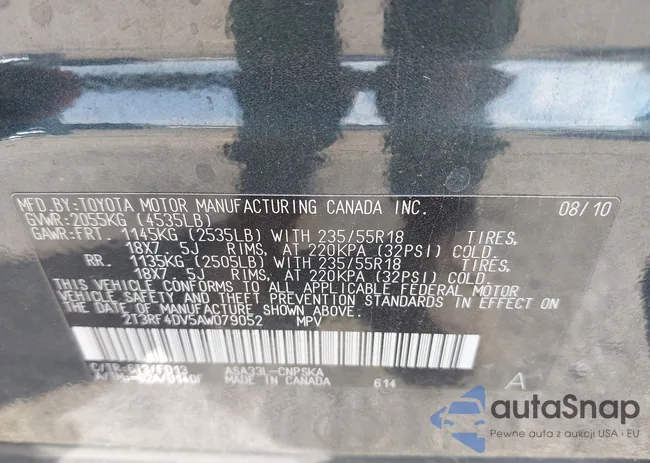 MFD.BY:TOYOTA MOTOR MANUFACTURING CANADA INC. 08/10
GVWR:2055KG (4535LB)
GAWR:FRT 1145KG (2535LB) WITH 235/55R18 TIRES,
18X7 5J RIMS, AT 220KPA (32PSI) COLD
RR. 1135KG (2505LB) WITH 235/55R18 TIRES,
18X7 5J RIMS, AT 220KPA (32PSI) COLD
THIS VEHICLE CONFORMS TO ALL APPLICABLE FEDERAL MOTOR
VEHICLE SAFETY AND THEFT PREVENTION STANDARDS IN EFFECT ON
THE DATE OF MANUFACTURE SHOWN ABOVE.
2T3RF4DV5AW079052 MPV
ASA33L-CNPSKA
MADE IN CANADA 614 A
autaSnap
Pewne auta z aukcji USA i EU